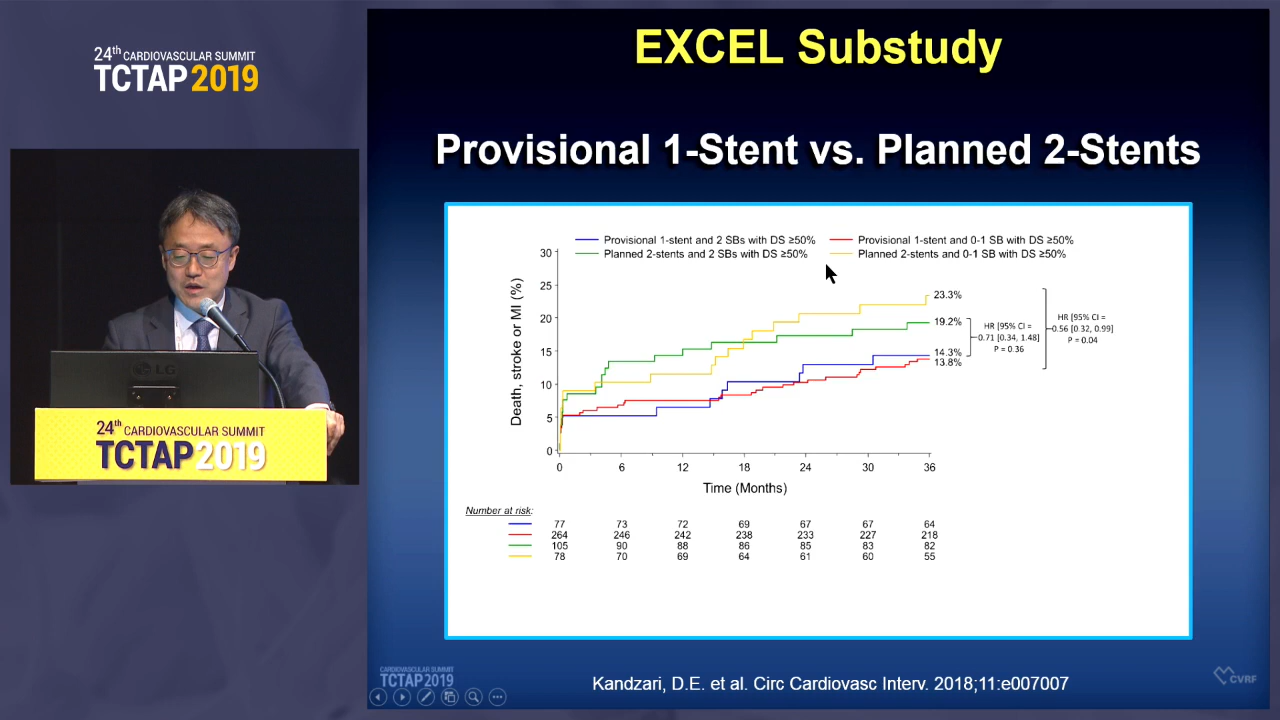 24th CARDIOVASCULAR SUMMIT
TCTAP 2019
EXCEL Substudy
Provisional 1-Stent vs. Planned 2-Stents
Provisional 1-stent and 2 SBs with DS ≥50%
Provisional 1-stent and 0-1 SB with DS ≥50%
Planned 2-stents and 2 SBs with DS ≥50%
Planned 2-stents and 0-1 SB with DS ≥50%
Death, stroke or MI (%)
30
25
20
15
10
5
0
23.3%
19.2%
14.3%
13.8%
HR [95% CI =
0.71 [0.34, 1.48]
P = 0.36
HR [95% CI =
0.56 [0.32, 0.99]
P = 0.04
0 6 12 18 24 30 36
Time (Months)
Number at risk:
77 73 72 69 67 67 64
264 246 242 238 233 227 218
105 90 88 86 85 83 82
78 70 69 64 61 60 55
LG
24th CARDIOVASCULAR SUMMIT
TCTAP 2019
CARDIOVASCULAR SUMMIT
TCTAP2019
Kandzari, D.E. et al. Circ Cardiovasc Interv. 2018;11:e007007
CVRF